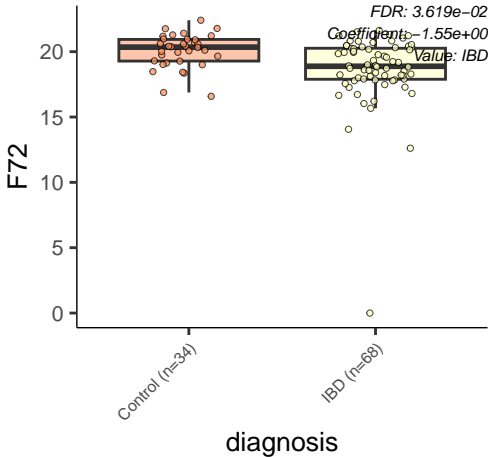 FDR: 3.619e−02
Coefficient: −1.55e+00
Value: IBD
20
15
10
5
0
F72
Control (n=34)
IBD (n=68)
diagnosis